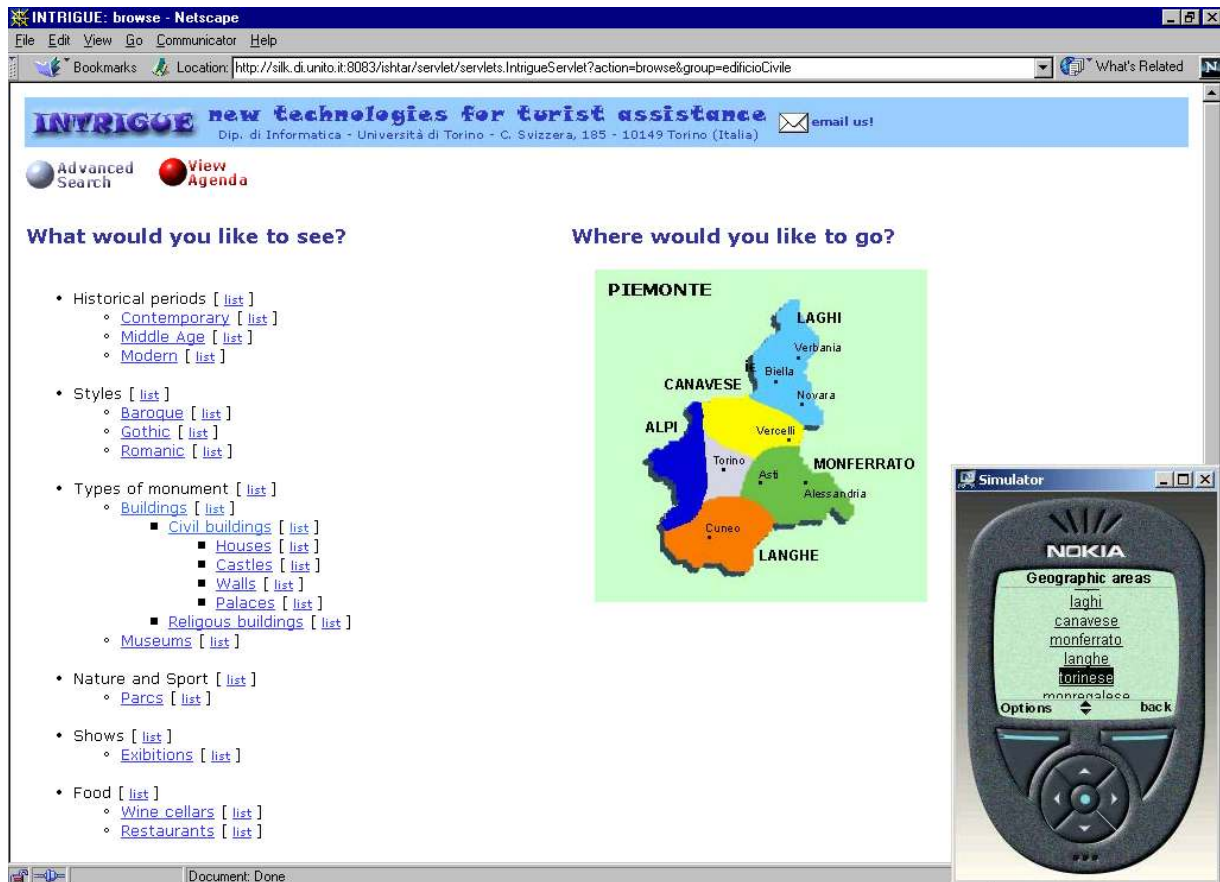 INTRIGUE: browse - Netscape
File Edit View Go Communicator Help
Bookmarks Location: http://silk.di.unito.it:8083/ishtar/servlet/servlets.IntrigueServlet?action=browse&group=edificioCivile What's Related N
INTRIGUE new technologies for turist assistance
Dip. di Informatica - Università di Torino - C. Svizzera, 185 - 10149 Torino (Italia) email us!
Advanced Search
View Agenda
What would you like to see?
• Historical periods [ list ]
Contemporary [ list ]
Middle Age [ list ]
Modern [ list ]
• Styles [ list ]
Baroque [ list ]
Gothic [ list ]
Romanic [ list ]
• Types of monument [ list ]
Buildings [ list ]
Civil buildings [ list ]
Houses [ list ]
Castles [ list ]
Walls [ list ]
Palaces [ list ]
Religous buildings [ list ]
Museums [ list ]
• Nature and Sport [ list ]
Parcs [ list ]
• Shows [ list ]
Exibitions [ list ]
• Food [ list ]
Wine cellars [ list ]
Restaurants [ list ]
Where would you like to go?
PIEMONTE
LAGHI
Verbania
Biella
CANAVESE
Novara
ALPI
Vercelli
Torino
MONFERRATO
Asti
Alessandria
Cuneo
LANGHE
Simulator
NOKIA
Geographic areas
laghi
canavese
monferrato
langhe
torinese
monregalese
Options back
Document: Done